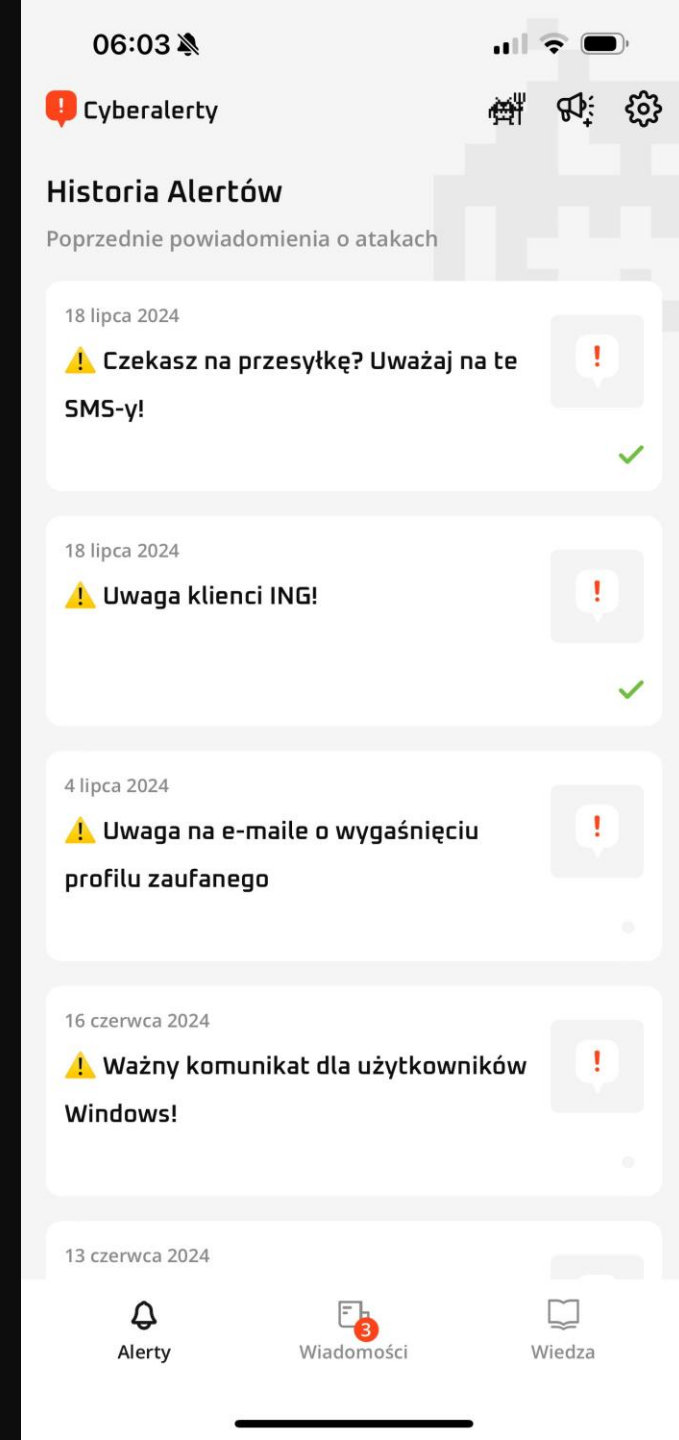 06:03
Cyberalerty
Historia Alertów
Poprzednie powiadomienia o atakach
18 lipca 2024
⚠️ Czekasz na przesyłkę? Uważaj na te
SMS-y!
18 lipca 2024
⚠️ Uwaga klienci ING!
4 lipca 2024
⚠️ Uwaga na e-maile o wygaśnięciu
profilu zaufanego
16 czerwca 2024
⚠️ Ważny komunikat dla użytkowników
Windows!
13 czerwca 2024
3
Alerty
Wiadomości
Wiedza